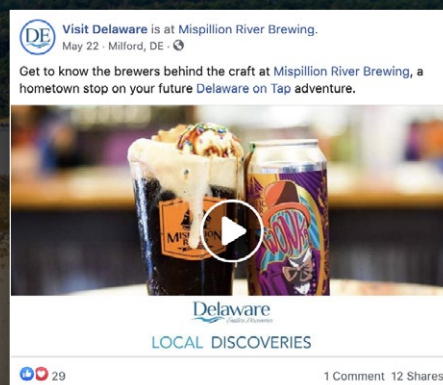 DE Visit Delaware is at Mispillion River Brewing.
May 22 · Milford, DE ·
Get to know the brewers behind the craft at Mispillion River Brewing, a
hometown stop on your future Delaware on Tap adventure.
Delaware
Endless Discoveries
LOCAL DISCOVERIES
29
1 Comment 12 Shares